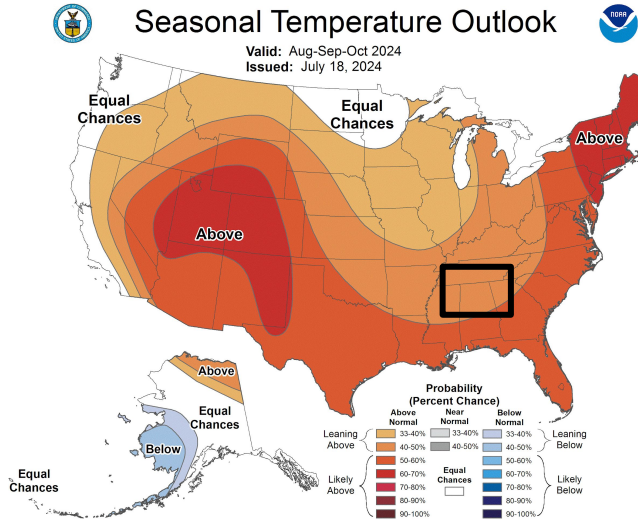 Seasonal Temperature Outlook
NOAA
Valid: Aug-Sep-Oct 2024
Issued: July 18, 2024
Equal
Chances
Equal
Chances
Above
Above
Above
Equal
Chances
Below
Equal
Chances
Probability
(Percent Chance)
Above
Normal
Near
Normal
Below
Normal
Leaning
Above
33-40%
40-50%
33-40%
40-50%
33-40%
40-50%
Leaning
Below
Likely
Above
50-60%
60-70%
70-80%
80-90%
90-100%
Equal
Chances
50-60%
60-70%
70-80%
80-90%
90-100%
Likely
Below